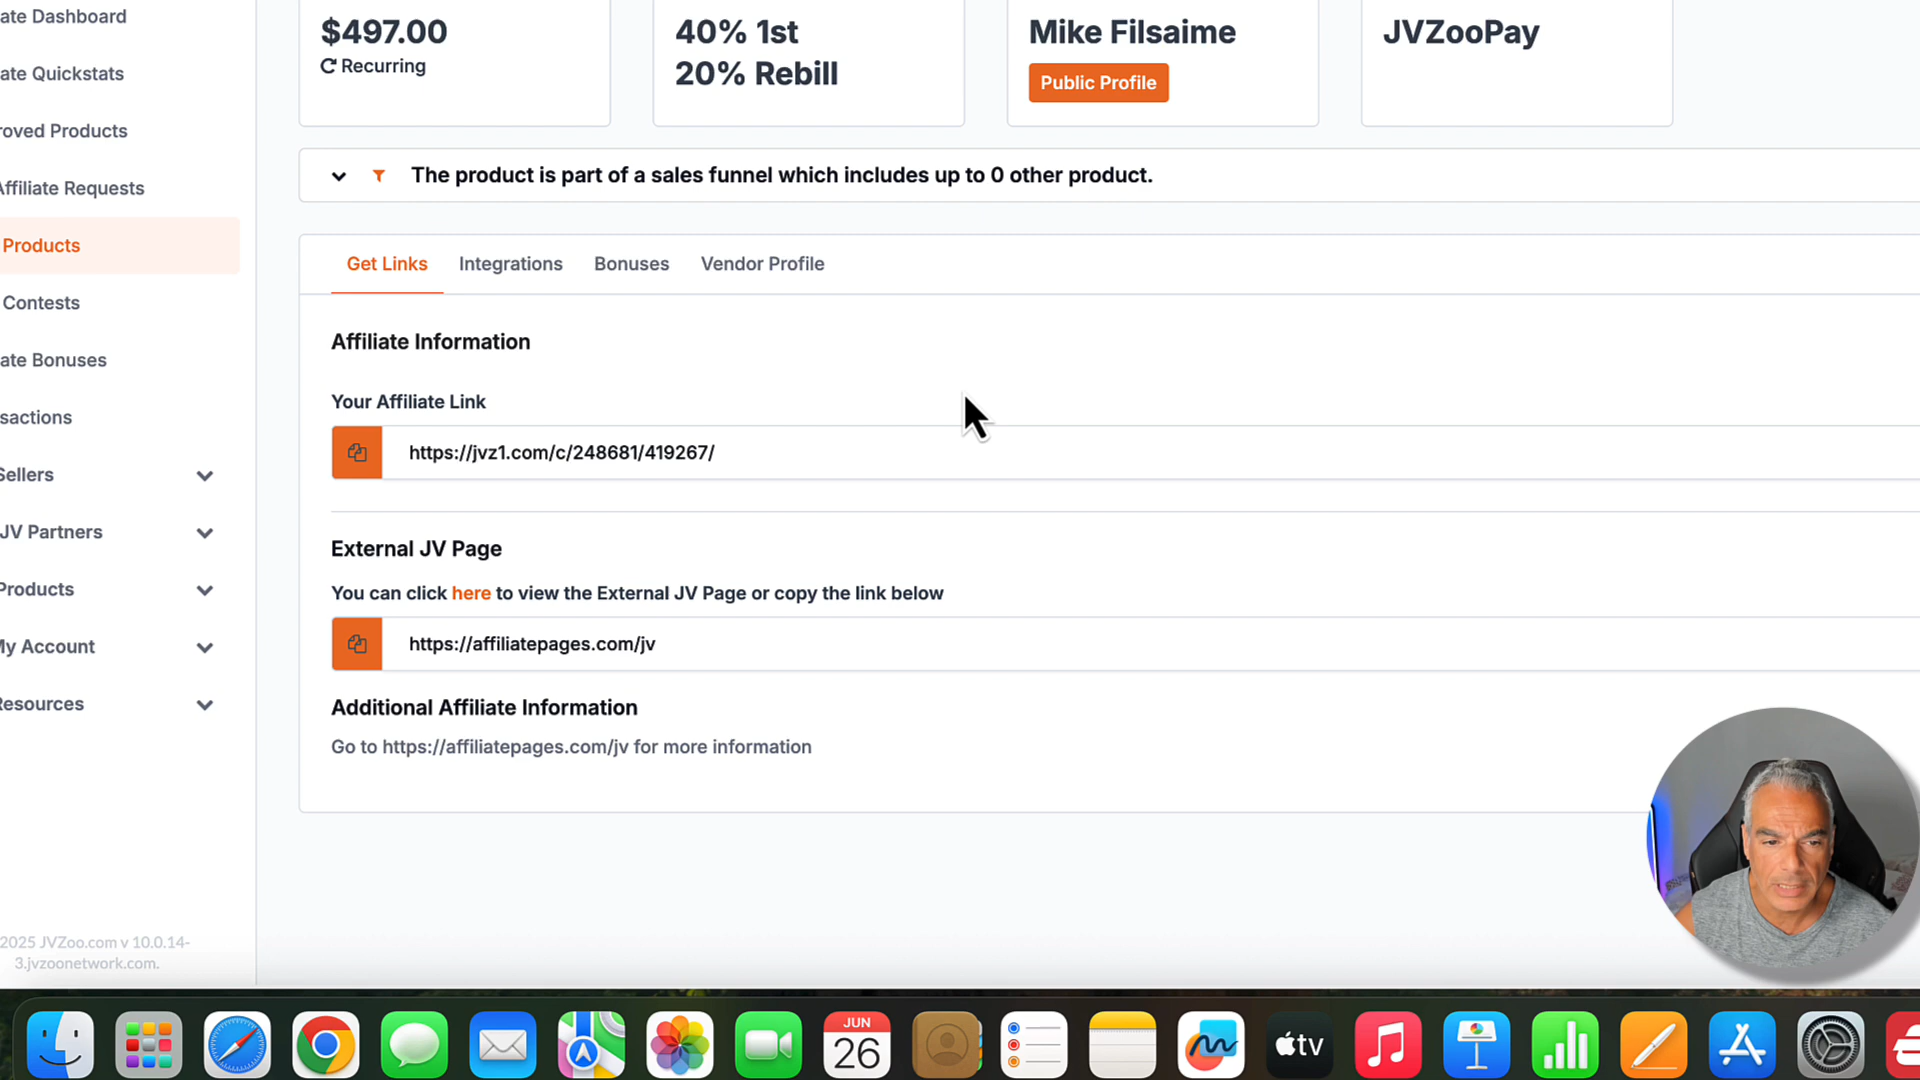 ate Dashboard
ate Quickstats
roved Products
Affiliate Requests
Products
Contests
ate Bonuses
sactions
Sellers
JV Partners
Products
My Account
Resources
2025 JVZoo.com v 10.0.14-
3.jvzoonetwork.com.
$497.00
Recurring
40% 1st
20% Rebill
Mike Filsaime
Public Profile
JVZooPay
The product is part of a sales funnel which includes up to 0 other product.
Get Links Integrations Bonuses Vendor Profile
Affiliate Information
Your Affiliate Link
https://jvz1.com/c/248681/419267/
External JV Page
You can click here to view the External JV Page or copy the link below
https://affiliatepages.com/jv
Additional Affiliate Information
Go to https://affiliatepages.com/jv for more information
JUN
26
tv